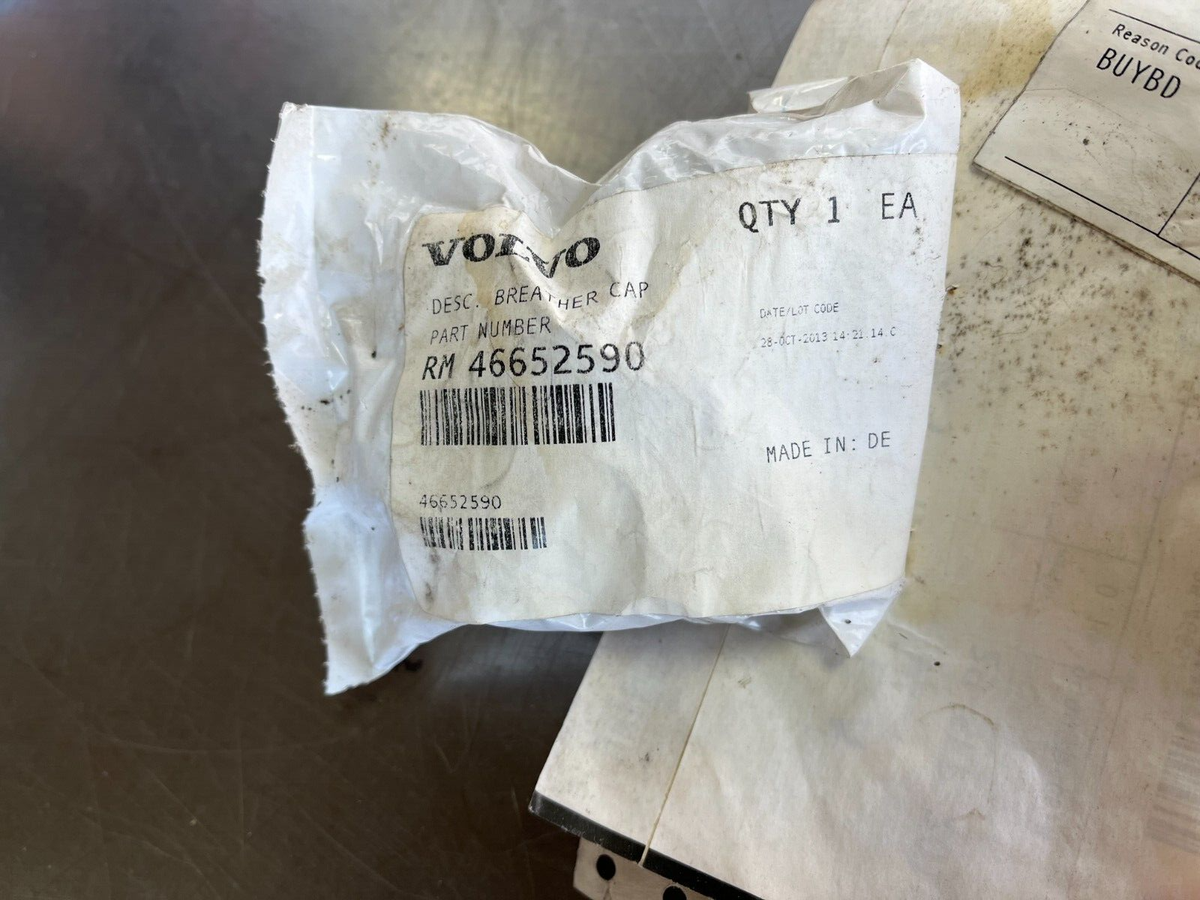 VOLVO
QTY 1 EA
DESC. BREATHER CAP
PART NUMBER
RM 46652590
DATE/LOT CODE
28-OCT-2013 14-21.14.C
MADE IN: DE
46652590
Reason
BUYBD